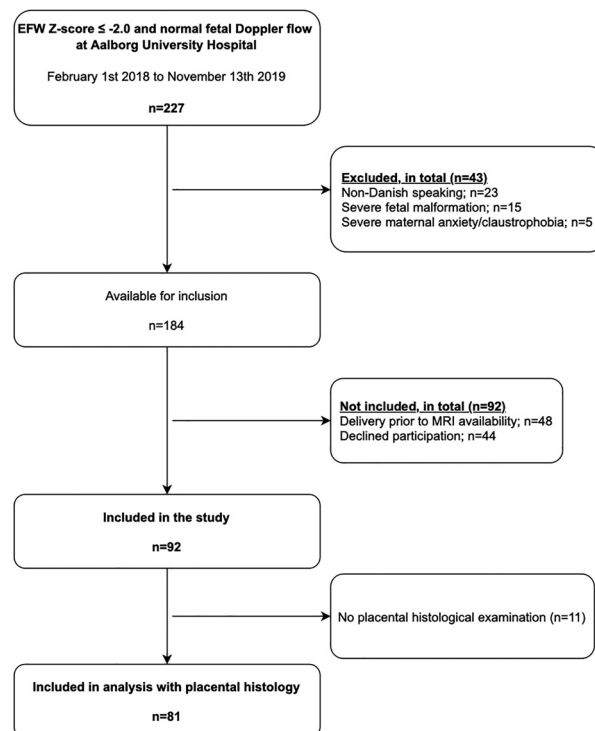 EFW Z-score ≤ -2.0 and normal fetal Doppler flow
at Aalborg University Hospital
February 1st 2018 to November 13th 2019
n=227
Excluded, in total (n=43)
Non-Danish speaking; n=23
Severe fetal malformation; n=15
Severe maternal anxiety/claustrophobia; n=5
Available for inclusion
n=184
Not included, in total (n=92)
Delivery prior to MRI availability; n=48
Declined participation; n=44
Included in the study
n=92
No placental histological examination (n=11)
Included in analysis with placental histology
n=81